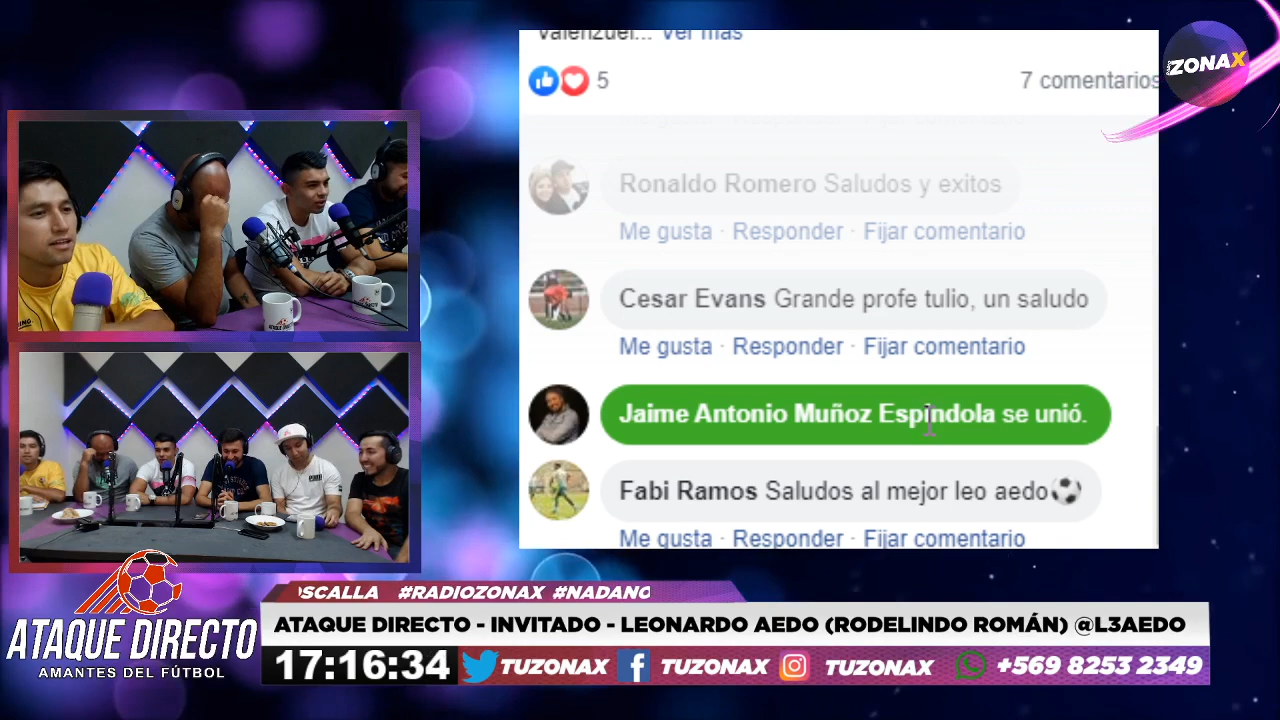 Valenzuel... Ver más
5
7 comentarios
ZONAX
Ronaldo Romero Saludos y exitos
Me gusta · Responder · Fijar comentario
Cesar Evans Grande profe tulio, un saludo
Me gusta · Responder · Fijar comentario
Jaime Antonio Muñoz Espindola se unió.
Fabi Ramos Saludos al mejor leo aedo⚽
Me gusta · Responder · Fijar comentario
SCALLA #RADIOZONAX #NADANO
ATAQUE DIRECTO
AMANTES DEL FÚTBOL
ATAQUE DIRECTO - INVITADO - LEONARDO AEDO (RODELINDO ROMÁN) @L3AEDO
17:16:34 TUZONAX TUZONAX TUZONAX +569 8253 2349